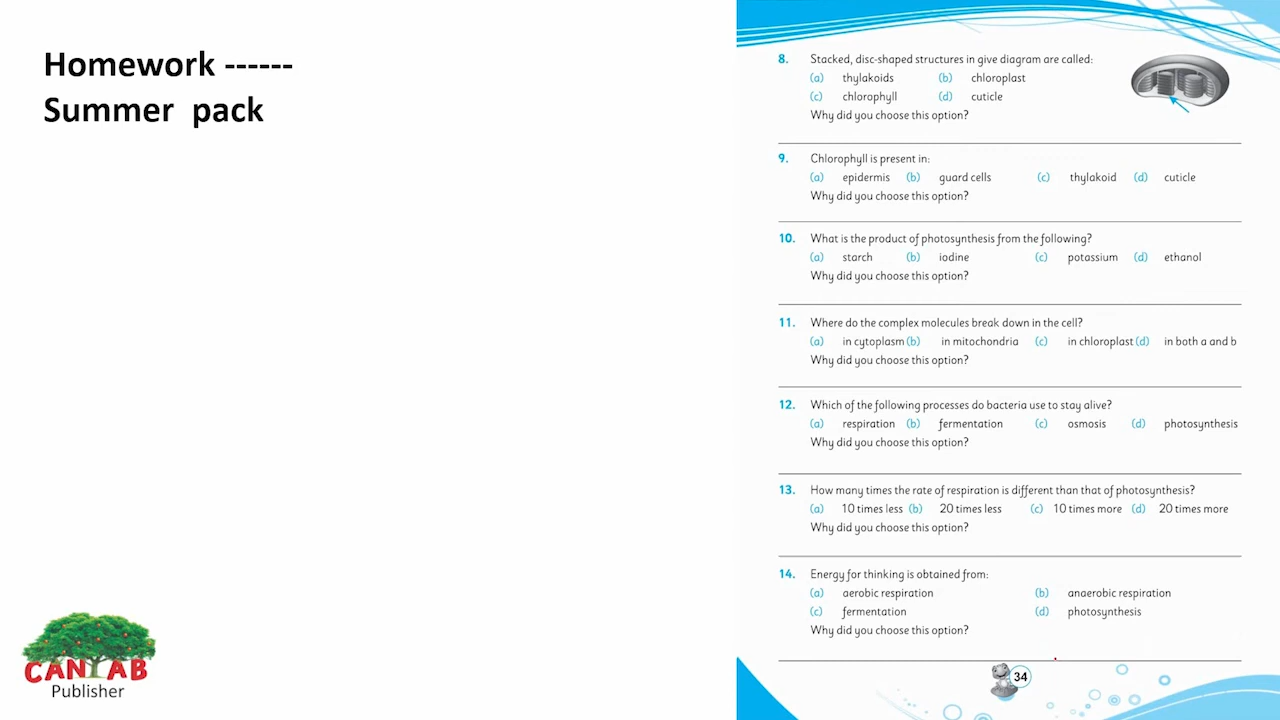 Homework ------
Summer pack
8. Stacked, disc-shaped structures in give diagram are called:
(a) thylakoids (b) chloroplast
(c) chlorophyll (d) cuticle
Why did you choose this option?
9. Chlorophyll is present in:
(a) epidermis (b) guard cells (c) thylakoid (d) cuticle
Why did you choose this option?
10. What is the product of photosynthesis from the following?
(a) starch (b) iodine (c) potassium (d) ethanol
Why did you choose this option?
11. Where do the complex molecules break down in the cell?
(a) in cytoplasm (b) in mitochondria (c) in chloroplast (d) in both a and b
Why did you choose this option?
12. Which of the following processes do bacteria use to stay alive?
(a) respiration (b) fermentation (c) osmosis (d) photosynthesis
Why did you choose this option?
13. How many times the rate of respiration is different than that of photosynthesis?
(a) 10 times less (b) 20 times less (c) 10 times more (d) 20 times more
Why did you choose this option?
14. Energy for thinking is obtained from:
(a) aerobic respiration (b) anaerobic respiration
(c) fermentation (d) photosynthesis
Why did you choose this option?
34
CANTAB
Publisher